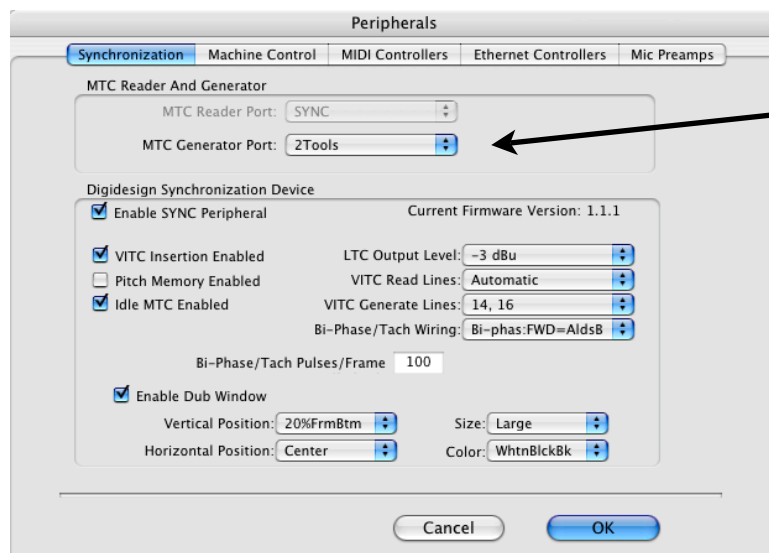 Peripherals
Synchronization Machine Control MIDI Controllers Ethernet Controllers Mic Preamps
MTC Reader And Generator
MTC Reader Port: SYNC
MTC Generator Port: 2Tools
Digidesign Synchronization Device
Enable SYNC Peripheral Current Firmware Version: 1.1.1
VITC Insertion Enabled LTC Output Level: -3 dBu
Pitch Memory Enabled VITC Read Lines: Automatic
Idle MTC Enabled VITC Generate Lines: 14, 16
Bi-Phase/Tach Wiring: Bi-phas:FWD=AldsB
Bi-Phase/Tach Pulses/Frame 100
Enable Dub Window
Vertical Position: 20%FrmBtm Size: Large
Horizontal Position: Center Color: WhtnBlckBk
Cancel OK